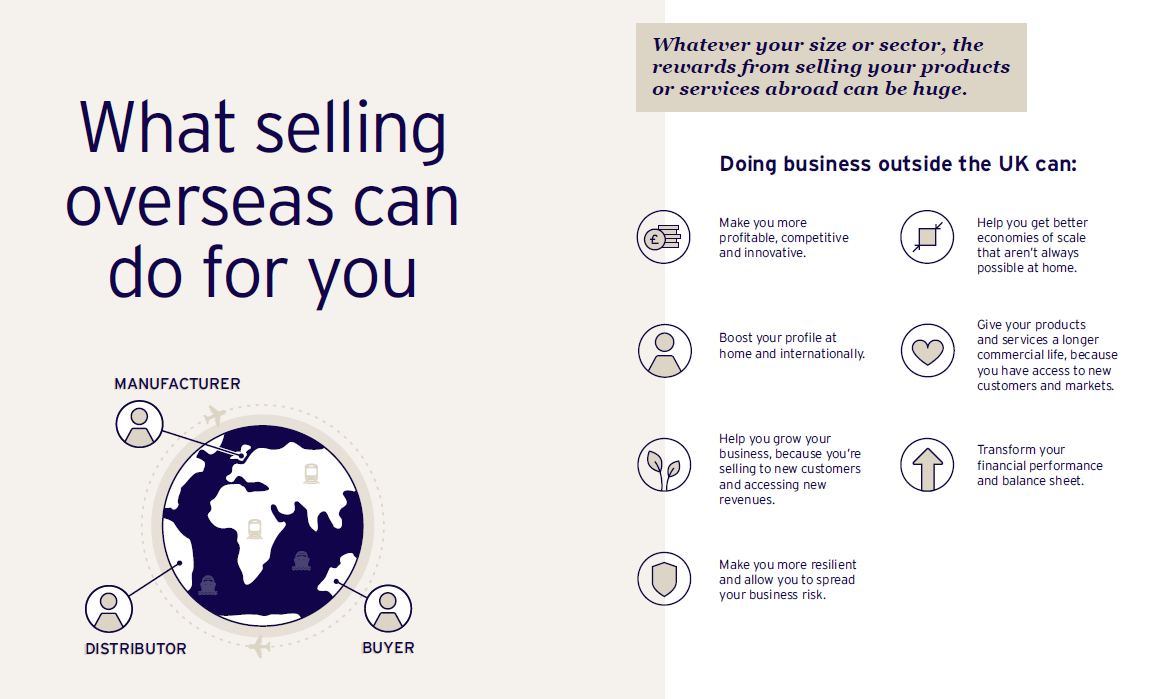 What selling
overseas can
do for you
MANUFACTURER
DISTRIBUTOR
BUYER
Whatever your size or sector, the
rewards from selling your products
or services abroad can be huge.
Doing business outside the UK can:
£
Make you more
profitable, competitive
and innovative.
Boost your profile at
home and internationally.
Help you grow your
business, because you're
selling to new customers
and accessing new
revenues.
Make you more resilient
and allow you to spread
your business risk.
Help you get better
economies of scale
that aren't always
possible at home.
Give your products
and services a longer
commercial life, because
you have access to new
customers and markets.
Transform your
financial performance
and balance sheet.